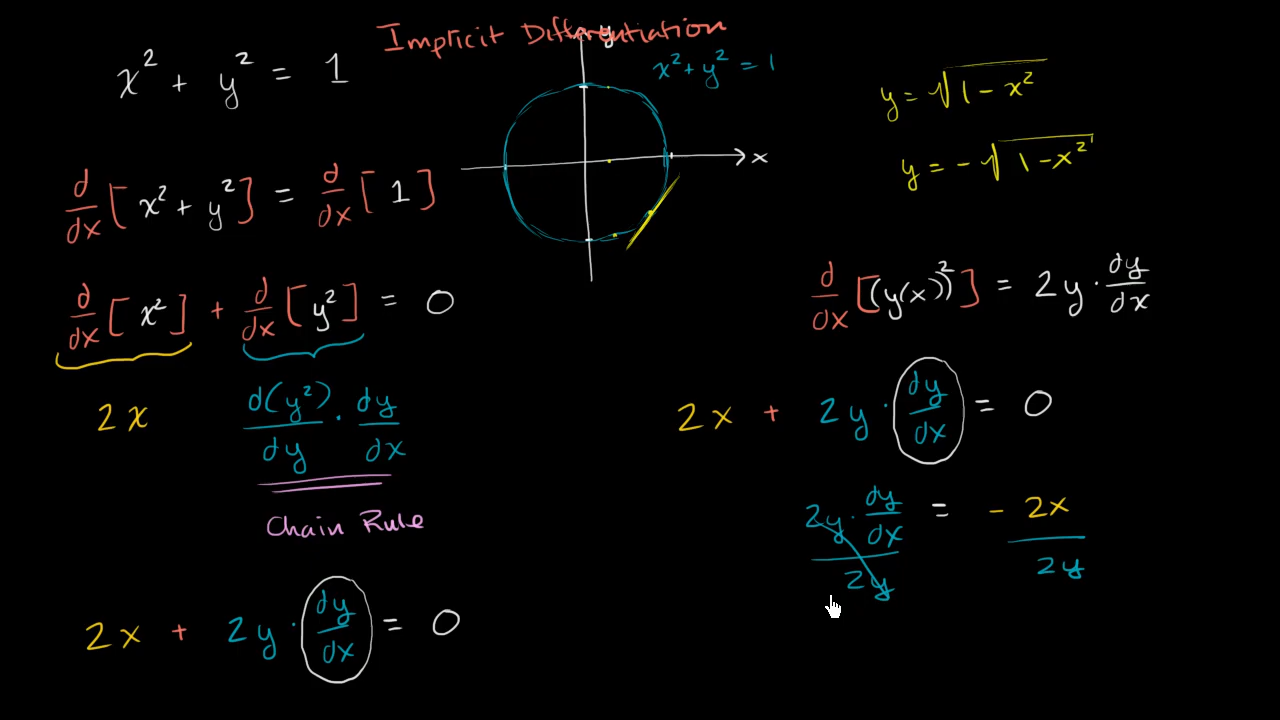 Implicit Differentiation
x² + y² = 1
y
x² + y² = 1
x
y = √(1 - x²)
y = -√(1 - x²)
d/dx [x² + y²] = d/dx [1]
d/dx [x²] + d/dx [y²] = 0
2x
d(y²)/dy · dy/dx
Chain Rule
2x + 2y · dy/dx = 0
d/dx [(y(x))²] = 2y · dy/dx
2x + 2y · dy/dx = 0
2y · dy/dx / 2y = -2x / 2y